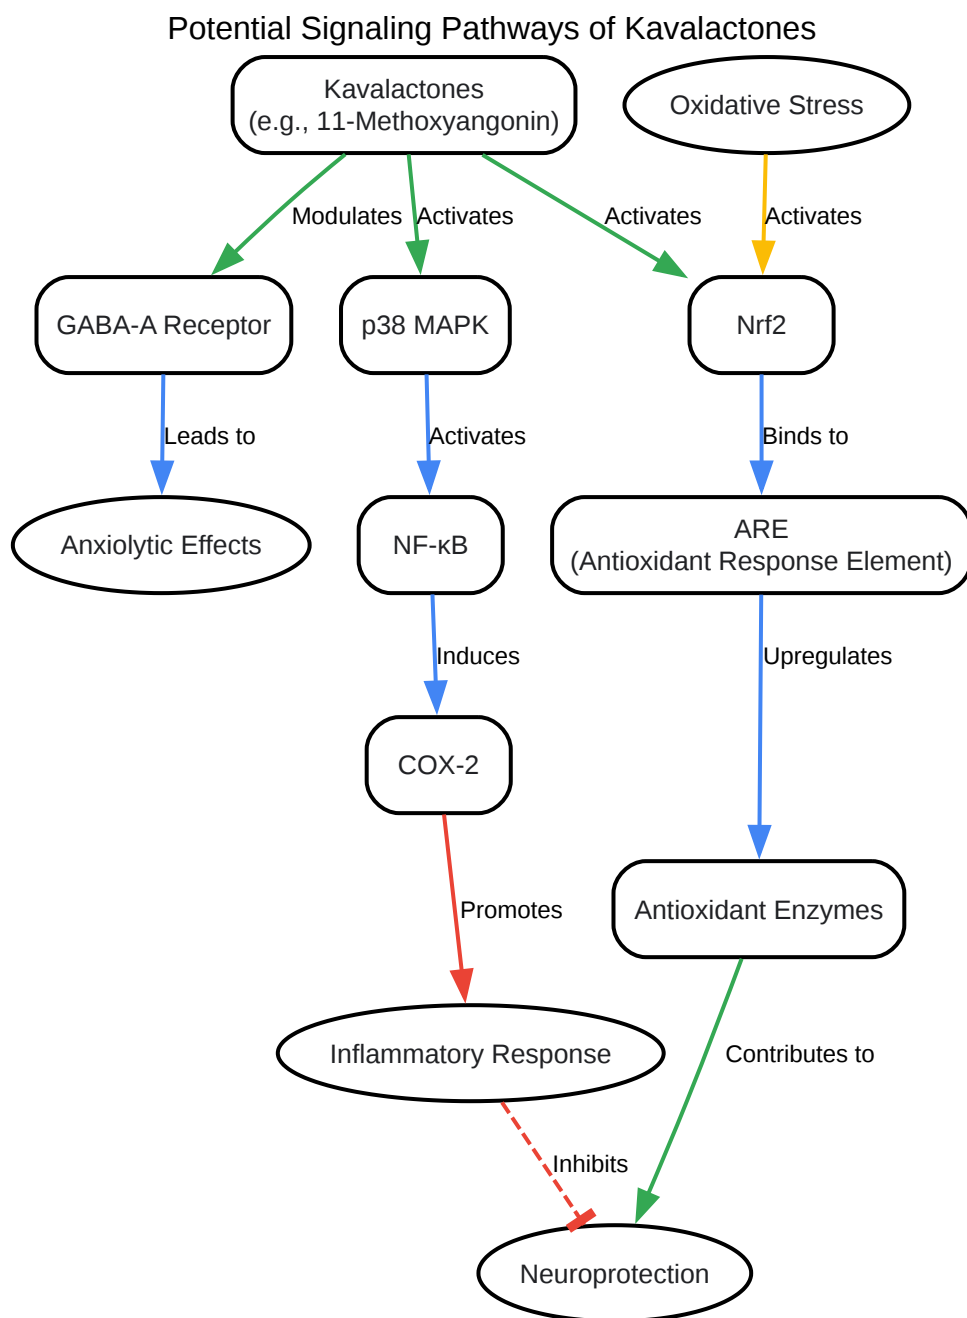 Potential Signaling Pathways of Kavalactones
Kavalactones
(e.g., 11-Methoxyangonin)
Oxidative Stress
Modulates
Activates
Activates
Activates
GABA-A Receptor
p38 MAPK
Nrf2
Leads to
Activates
Binds to
Anxiolytic Effects
NF-κB
ARE
(Antioxidant Response Element)
Induces
Upregulates
COX-2
Promotes
Antioxidant Enzymes
Inflammatory Response
Contributes to
Inhibits
Neuroprotection